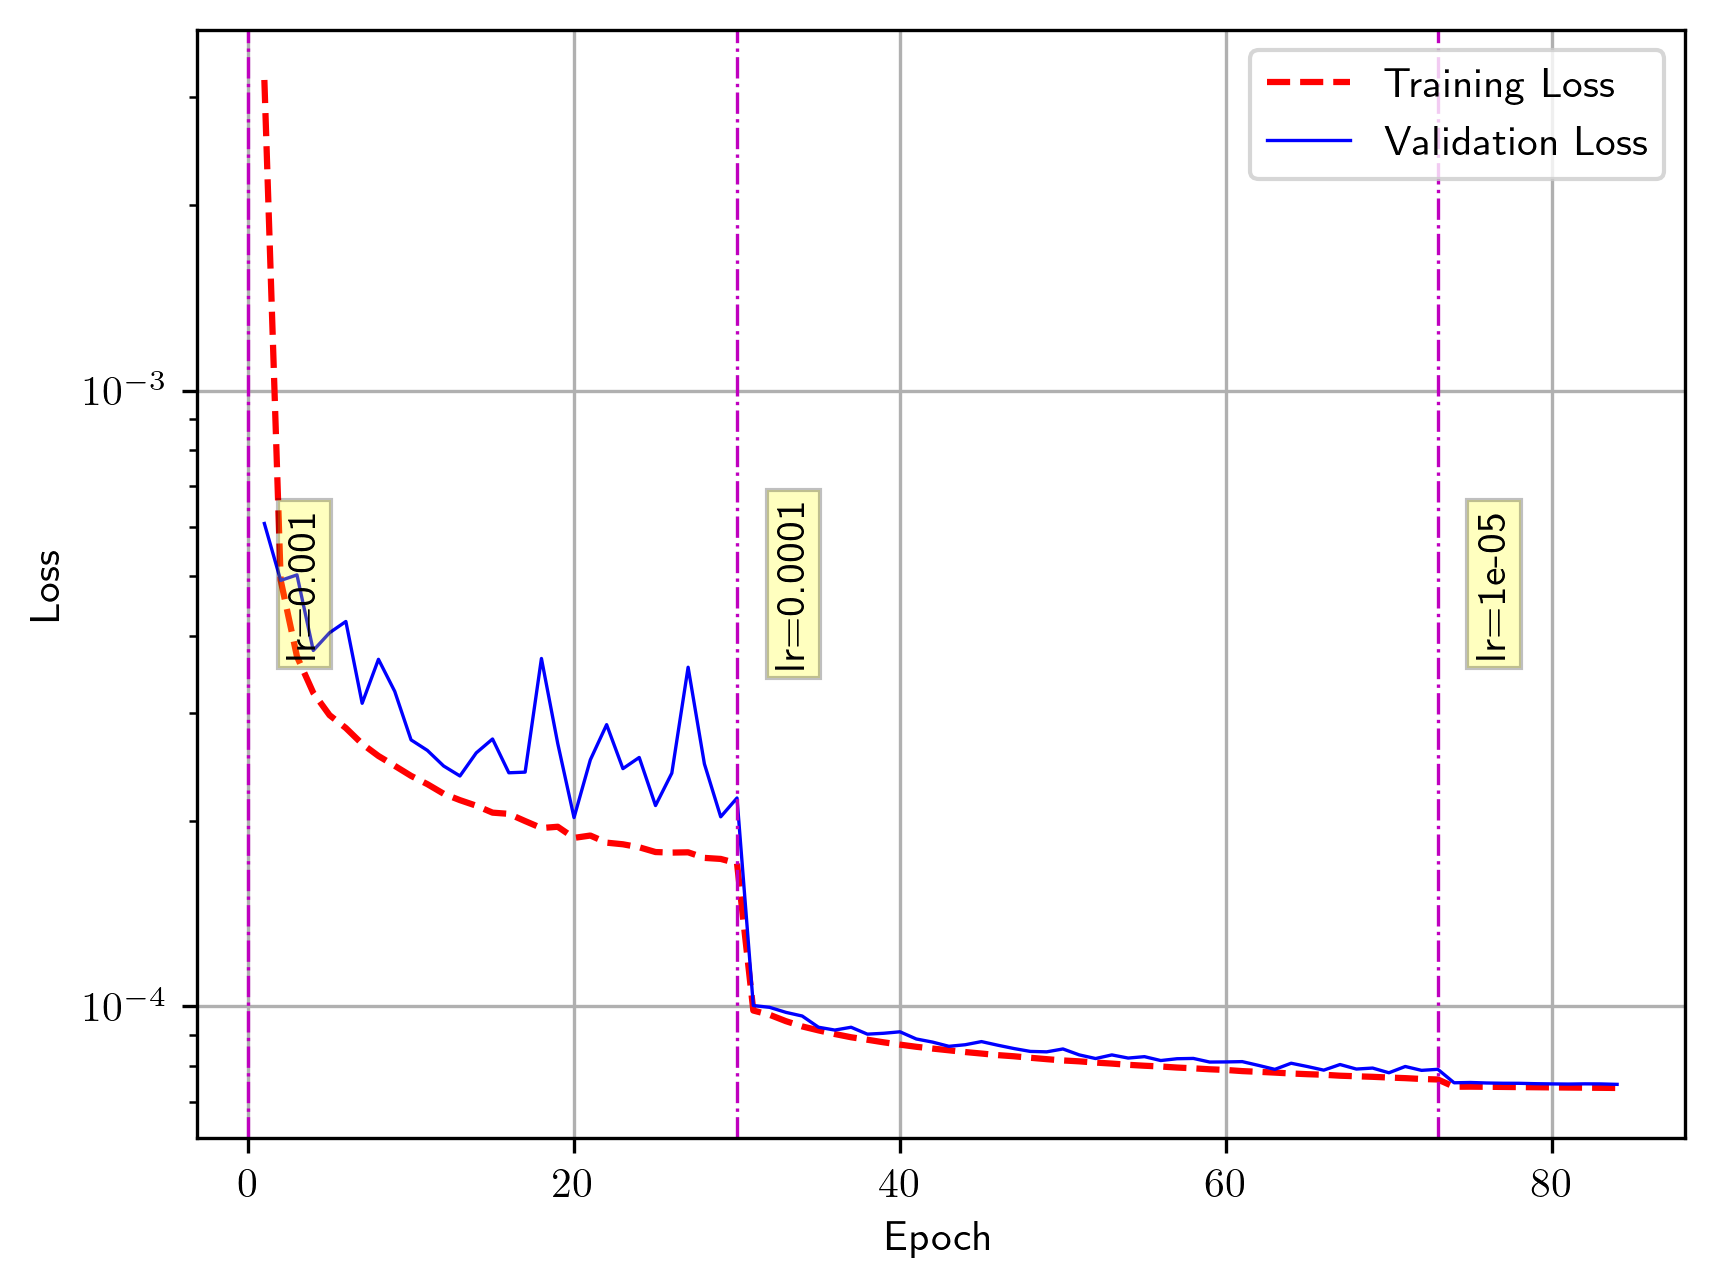 Training Loss
Validation Loss
10⁻³
10⁻⁴
Loss
lr=0.001
lr=0.0001
lr=1e-05
0
20
40
60
80
Epoch